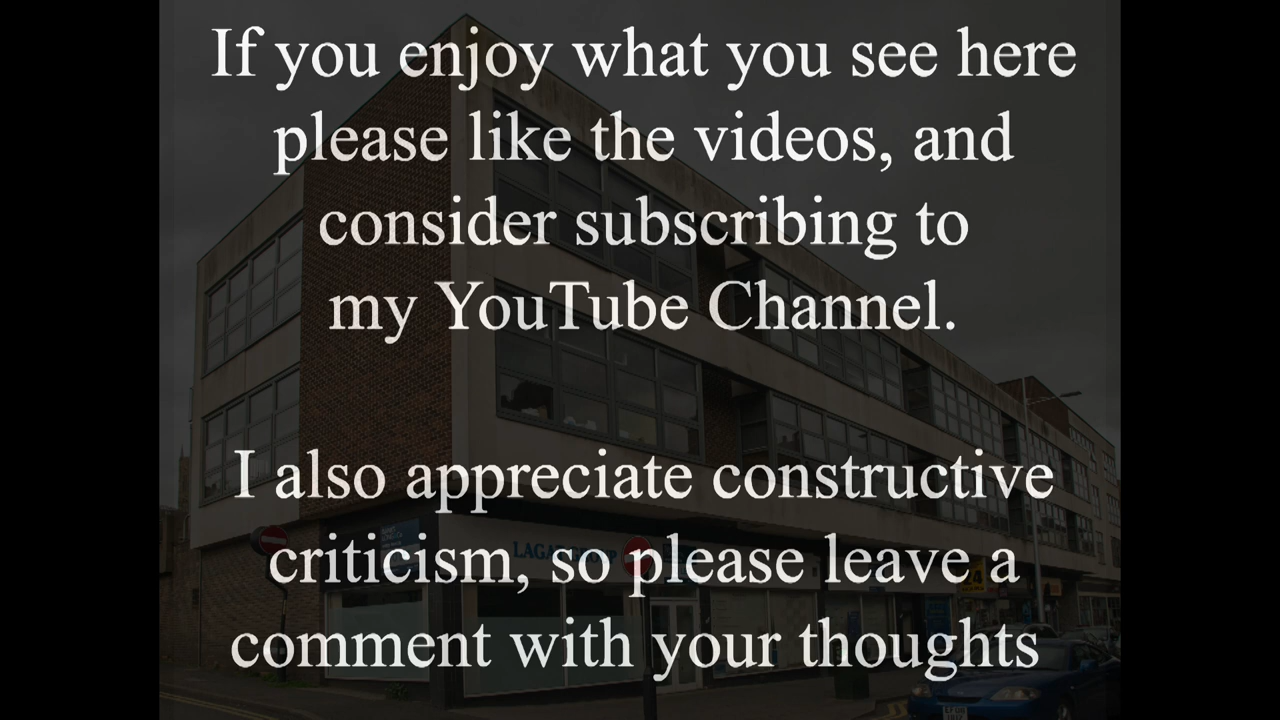 If you enjoy what you see here
please like the videos, and
consider subscribing to
my YouTube Channel.
I also appreciate constructive
criticism, so please leave a
comment with your thoughts